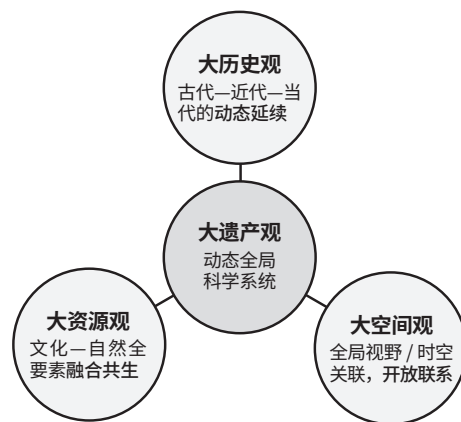 大历史观
古代—近代—当
代的动态延续
大遗产观
动态全局
科学系统
大资源观
文化—自然全
要素融合共生
大空间观
全局视野 / 时空
关联，开放联系